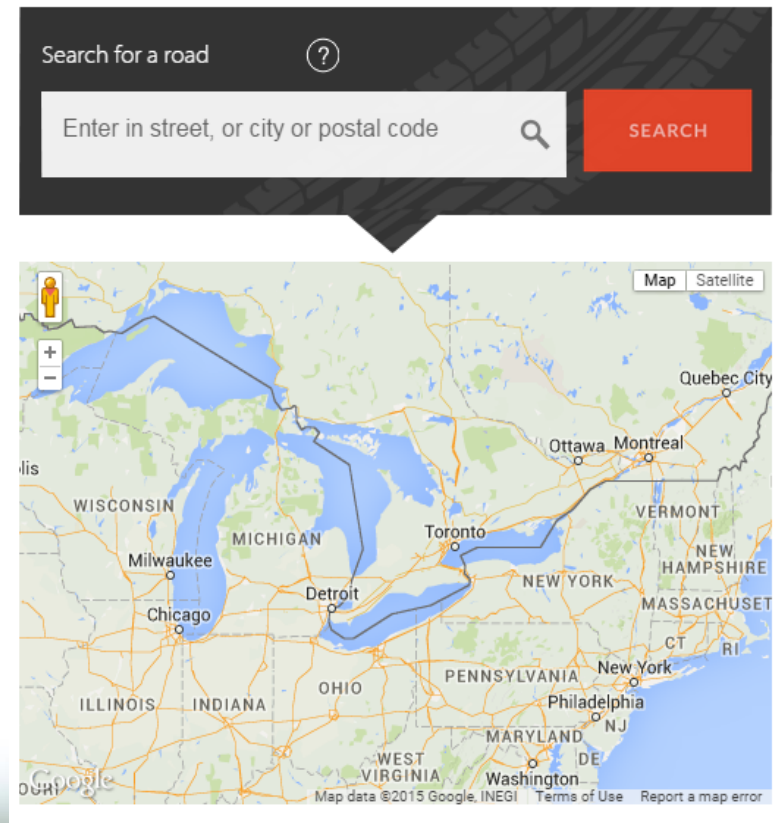 Search for a road ?
Enter in street, or city or postal code
SEARCH
Map Satellite
+
−
Quebec City
Ottawa Montreal
lis
WISCONSIN
VERMONT
MICHIGAN
Toronto
NEW
HAMPSHIRE
Milwaukee
NEW YORK
Detroit
MASSACHUSET
Chicago
CT
RI
New York
PENNSYLVANIA
OHIO
ILLINOIS
INDIANA
Philadelphia
NJ
MARYLAND
WEST
VIRGINIA
DE
Washington
Google
OURI
Map data ©2015 Google, INEGI Terms of Use Report a map error